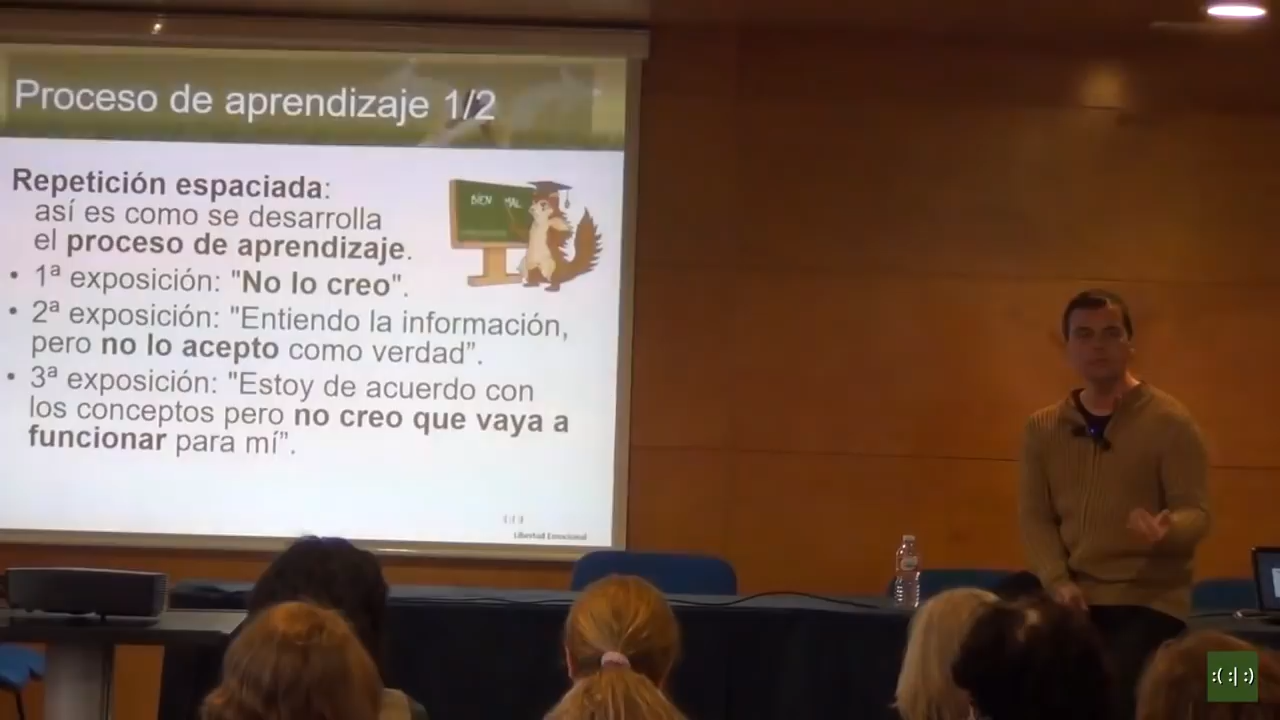 Proceso de aprendizaje 1/2
Repetición espaciada:
así es como se desarrolla
el proceso de aprendizaje.
BIEN MAL
• 1ª exposición: "No lo creo".
• 2ª exposición: "Entiendo la información,
pero no lo acepto como verdad”.
• 3ª exposición: "Estoy de acuerdo con
los conceptos pero no creo que vaya a
funcionar para mí”.
:( :| :)
Libertad Emocional
:( :| :)